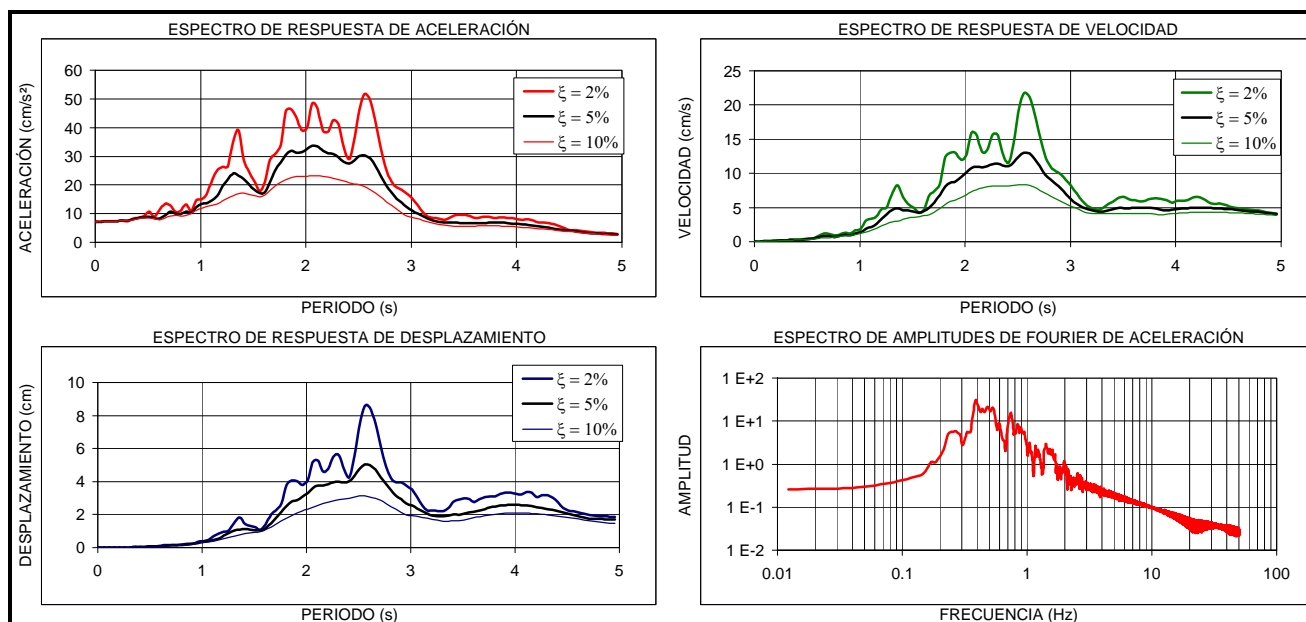 ESPECTRO DE RESPUESTA DE ACELERACIÓN
ACELERACIÓN (cm/s²)
60
50
40
30
20
10
0
0 1 2 3 4 5
PERIODO (s)
ξ = 2%
ξ = 5%
ξ = 10%
ESPECTRO DE RESPUESTA DE VELOCIDAD
VELOCIDAD (cm/s)
25
20
15
10
5
0
0 1 2 3 4 5
PERIODO (s)
ξ = 2%
ξ = 5%
ξ = 10%
ESPECTRO DE RESPUESTA DE DESPLAZAMIENTO
DESPLAZAMIENTO (cm)
10
8
6
4
2
0
0 1 2 3 4 5
PERIODO (s)
ξ = 2%
ξ = 5%
ξ = 10%
ESPECTRO DE AMPLITUDES DE FOURIER DE ACELERACIÓN
AMPLITUD
1 E+2
1 E+1
1 E+0
1 E-1
1 E-2
0.01 0.1 1 10 100
FRECUENCIA (Hz)